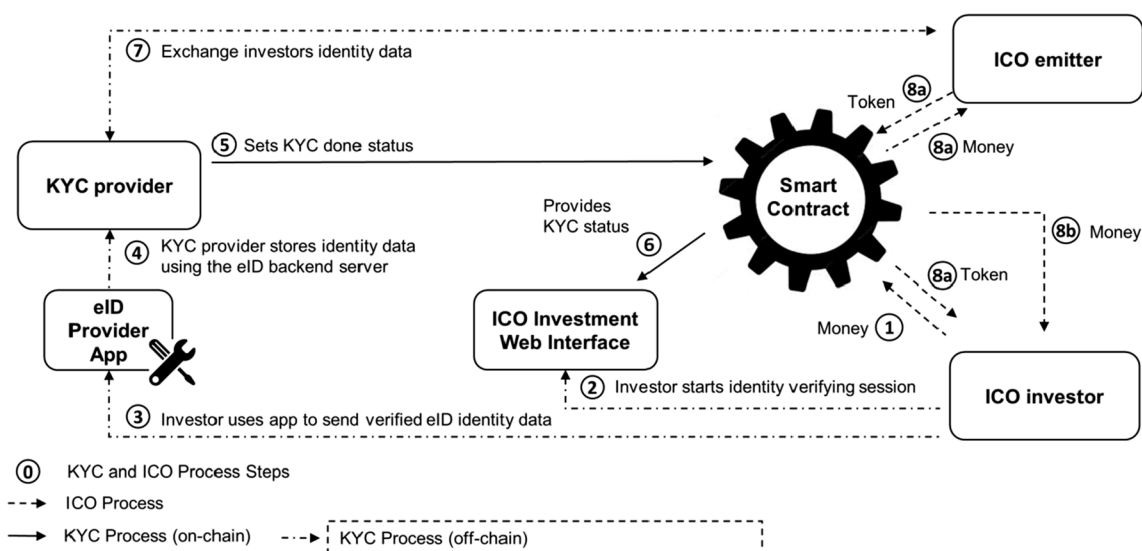 ⑦ Exchange investors identity data
ICO emitter
Token 8a
8a Money
⑤ Sets KYC done status
KYC provider
Smart
Contract
Provides
KYC status
⑥
④ KYC provider stores identity data
using the eID backend server
8b Money
8a Token
eID
Provider
App
ICO Investment
Web Interface
Money ①
② Investor starts identity verifying session
ICO investor
③ Investor uses app to send verified eID identity data
⓪ KYC and ICO Process Steps
ICO Process
KYC Process (on-chain)
KYC Process (off-chain)